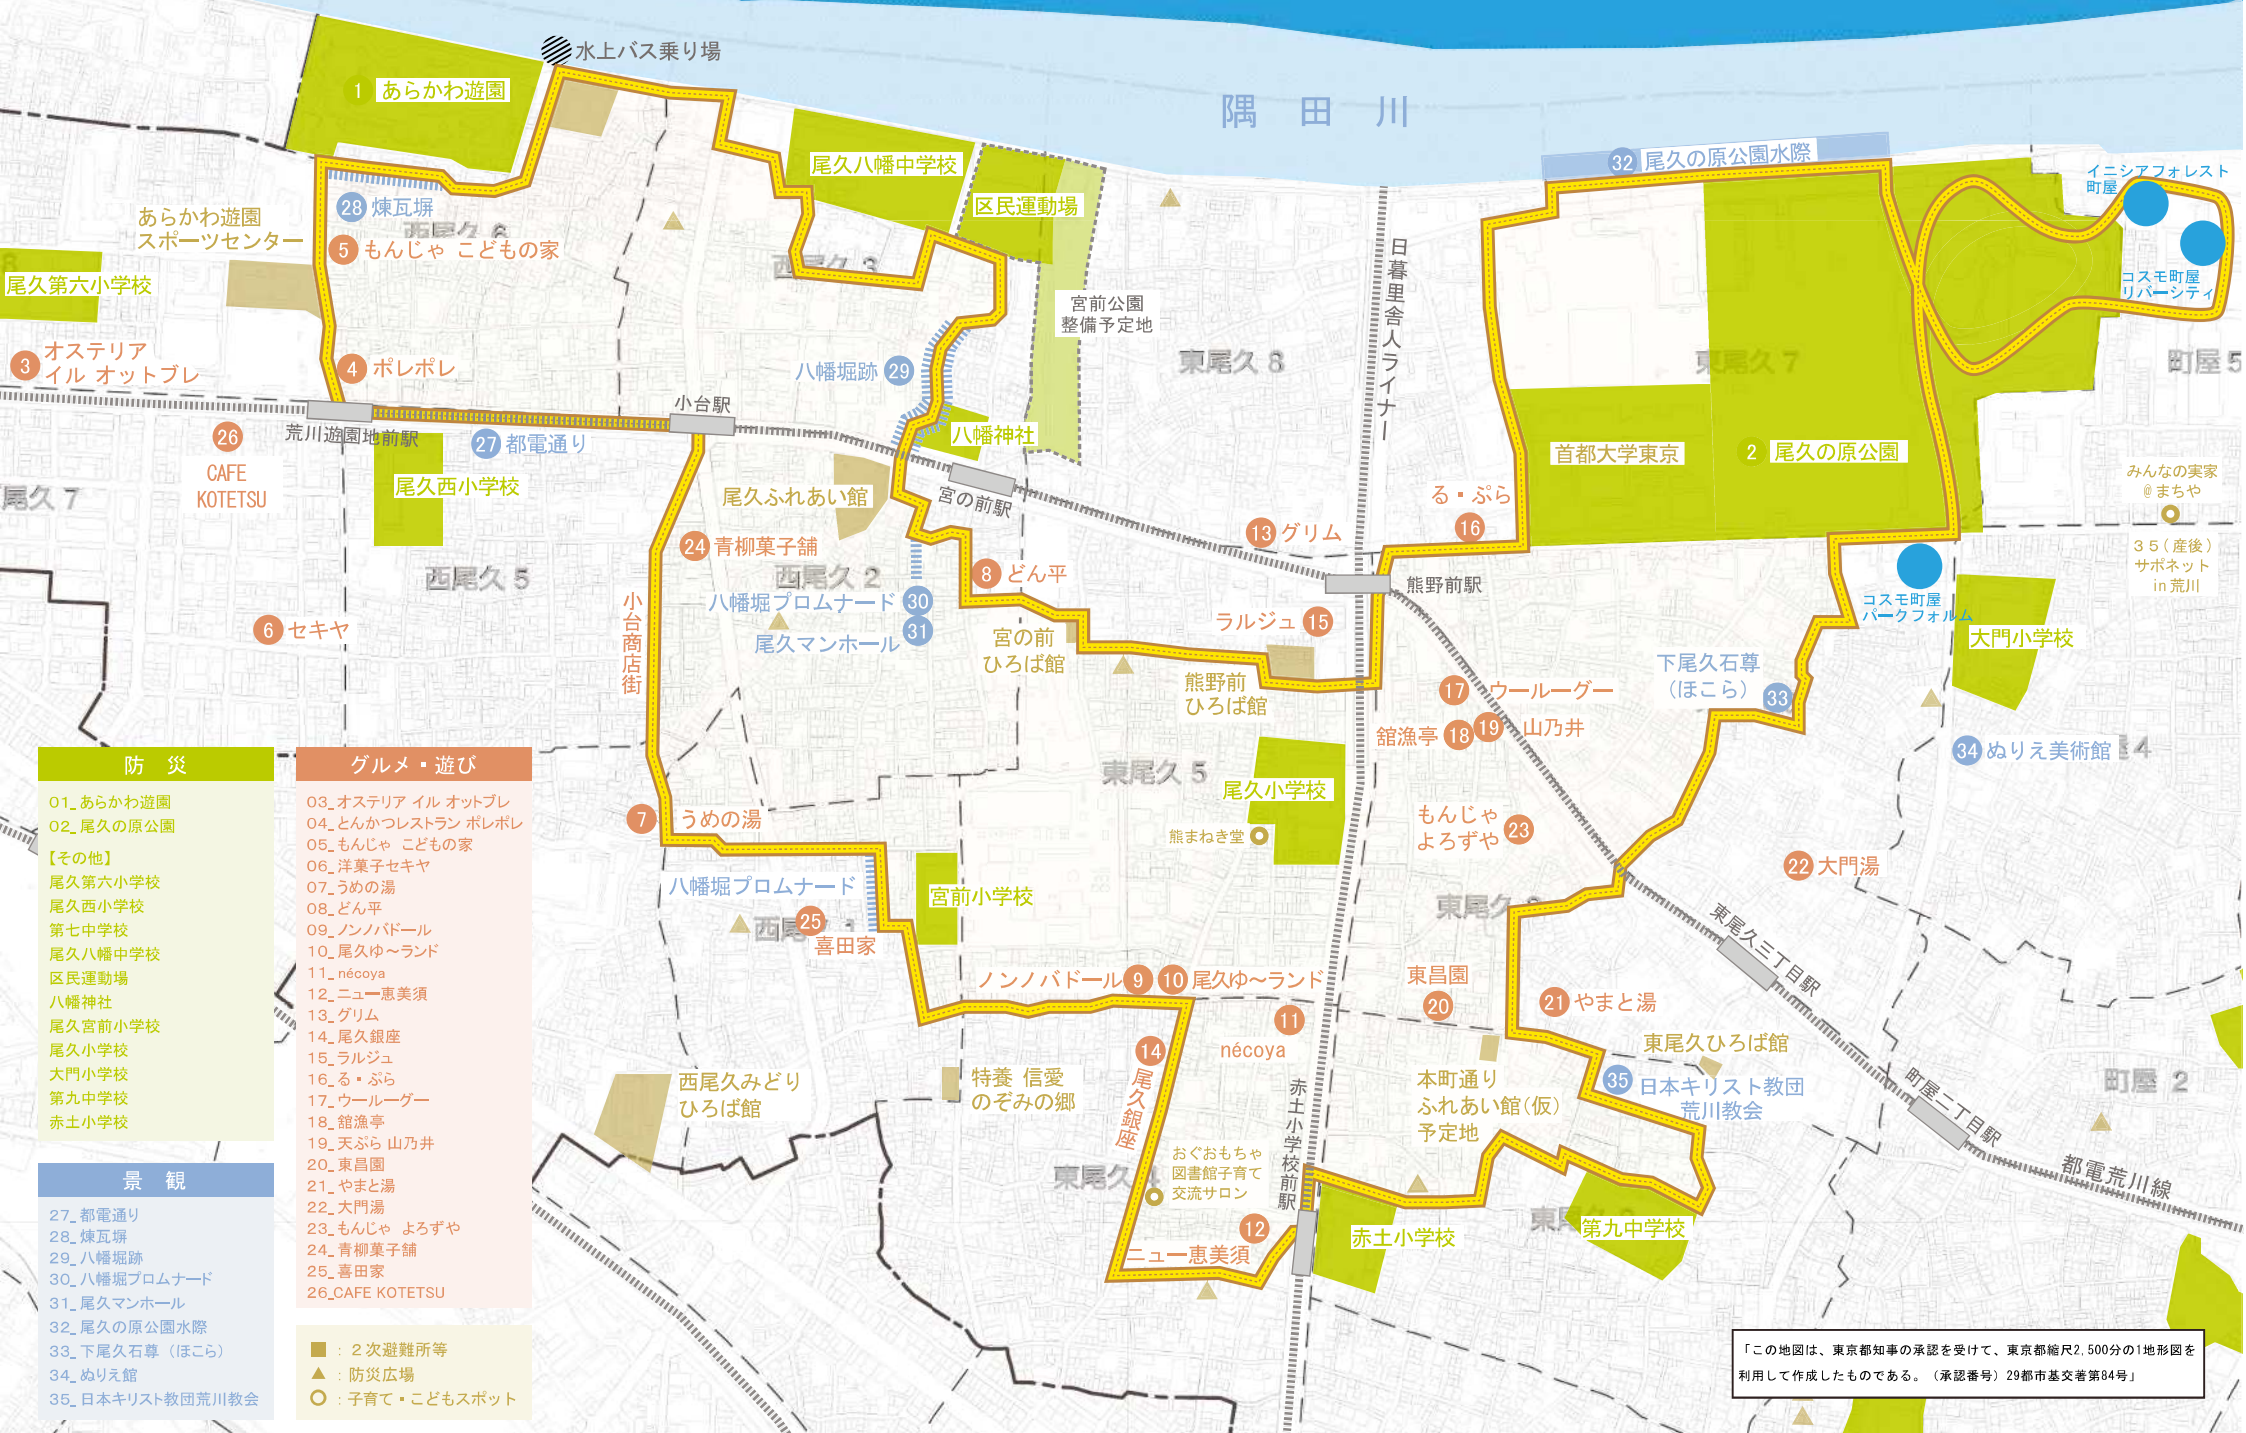 水上バス乗り場
1 あらかわ遊園
隅 田 川
尾久八幡中学校
区民運動場
32 尾久の原公園水際
イニシアフォレスト
町屋
コスモ町屋
リバーシティ
28 煉瓦塀
西尾久 6
5 もんじゃ こどもの家
あらかわ遊園
スポーツセンター
尾久第六小学校
西尾久 3
日暮里舎人ライナー
宮前公園
整備予定地
3 オステリア
イル オットブレ
4 ポレポレ
八幡堀跡 29
東尾久 8
東尾久 7
町屋 5
小台駅
荒川遊園地前駅
26
CAFE
KOTETSU
27 都電通り
八幡神社
首都大学東京
2 尾久の原公園
尾久西小学校
尾久 7
尾久ふれあい館
宮の前駅
る・ぷら
16
みんなの実家
@まちや
24 青柳菓子舗
13 グリム
35(産後)
サポネット
in 荒川
西尾久 5
西尾久 2
8 どん平
熊野前駅
コスモ町屋
パークフォルム
八幡堀プロムナード 30
尾久マンホール 31
小台商店街
6 セキヤ
ラルジュ 15
宮の前
ひろば館
大門小学校
下尾久石尊
(ほこら) 33
熊野前
ひろば館
17 ウールーグー
舘漁亭 18
19 山乃井
34 ぬりえ美術館
4
東尾久 5
尾久小学校
7 うめの湯
熊まねき堂
もんじゃ
よろずや 23
22 大門湯
八幡堀プロムナード
宮前小学校
西尾 1
25
喜田家
東尾久
東尾久三丁目駅
ノンノバドール 9
10 尾久ゆ～ランド
東昌園
20
21 やまと湯
11
nécoya
14
尾久銀座
東尾久ひろば館
35 日本キリスト教団
荒川教会
西尾久みどり
ひろば館
特養 信愛
のぞみの郷
本町通り
ふれあい館(仮)
予定地
赤土小学校前駅
町屋二丁目駅
町屋 2
おぐおもちゃ
図書館子育て
交流サロン
東尾久
都電荒川線
12
ニュー恵美須
赤土小学校
第九中学校
防 災
01_あらかわ遊園
02_尾久の原公園
【その他】
尾久第六小学校
尾久西小学校
第七中学校
尾久八幡中学校
区民運動場
八幡神社
尾久宮前小学校
尾久小学校
大門小学校
第九中学校
赤土小学校
景 観
27_都電通り
28_煉瓦塀
29_八幡堀跡
30_八幡堀プロムナード
31_尾久マンホール
32_尾久の原公園水際
33_下尾久石尊 (ほこら)
34_ぬりえ館
35_日本キリスト教団荒川教会
グルメ・遊び
03_オステリア イル オットブレ
04_とんかつレストラン ポレポレ
05_もんじゃ こどもの家
06_洋菓子セキヤ
07_うめの湯
08_どん平
09_ノンノバドール
10_尾久ゆ～ランド
11_nécoya
12_ニュー恵美須
13_グリム
14_尾久銀座
15_ラルジュ
16_る・ぷら
17_ウールーグー
18_舘漁亭
19_天ぷら 山乃井
20_東昌園
21_やまと湯
22_大門湯
23_もんじゃ よろずや
24_青柳菓子舗
25_喜田家
26_CAFE KOTETSU
: 2次避難所等
: 防災広場
: 子育て・こどもスポット
「この地図は、東京都知事の承認を受けて、東京都縮尺2,500分の1地形図を
利用して作成したものである。(承認番号)29都市基交著第84号」